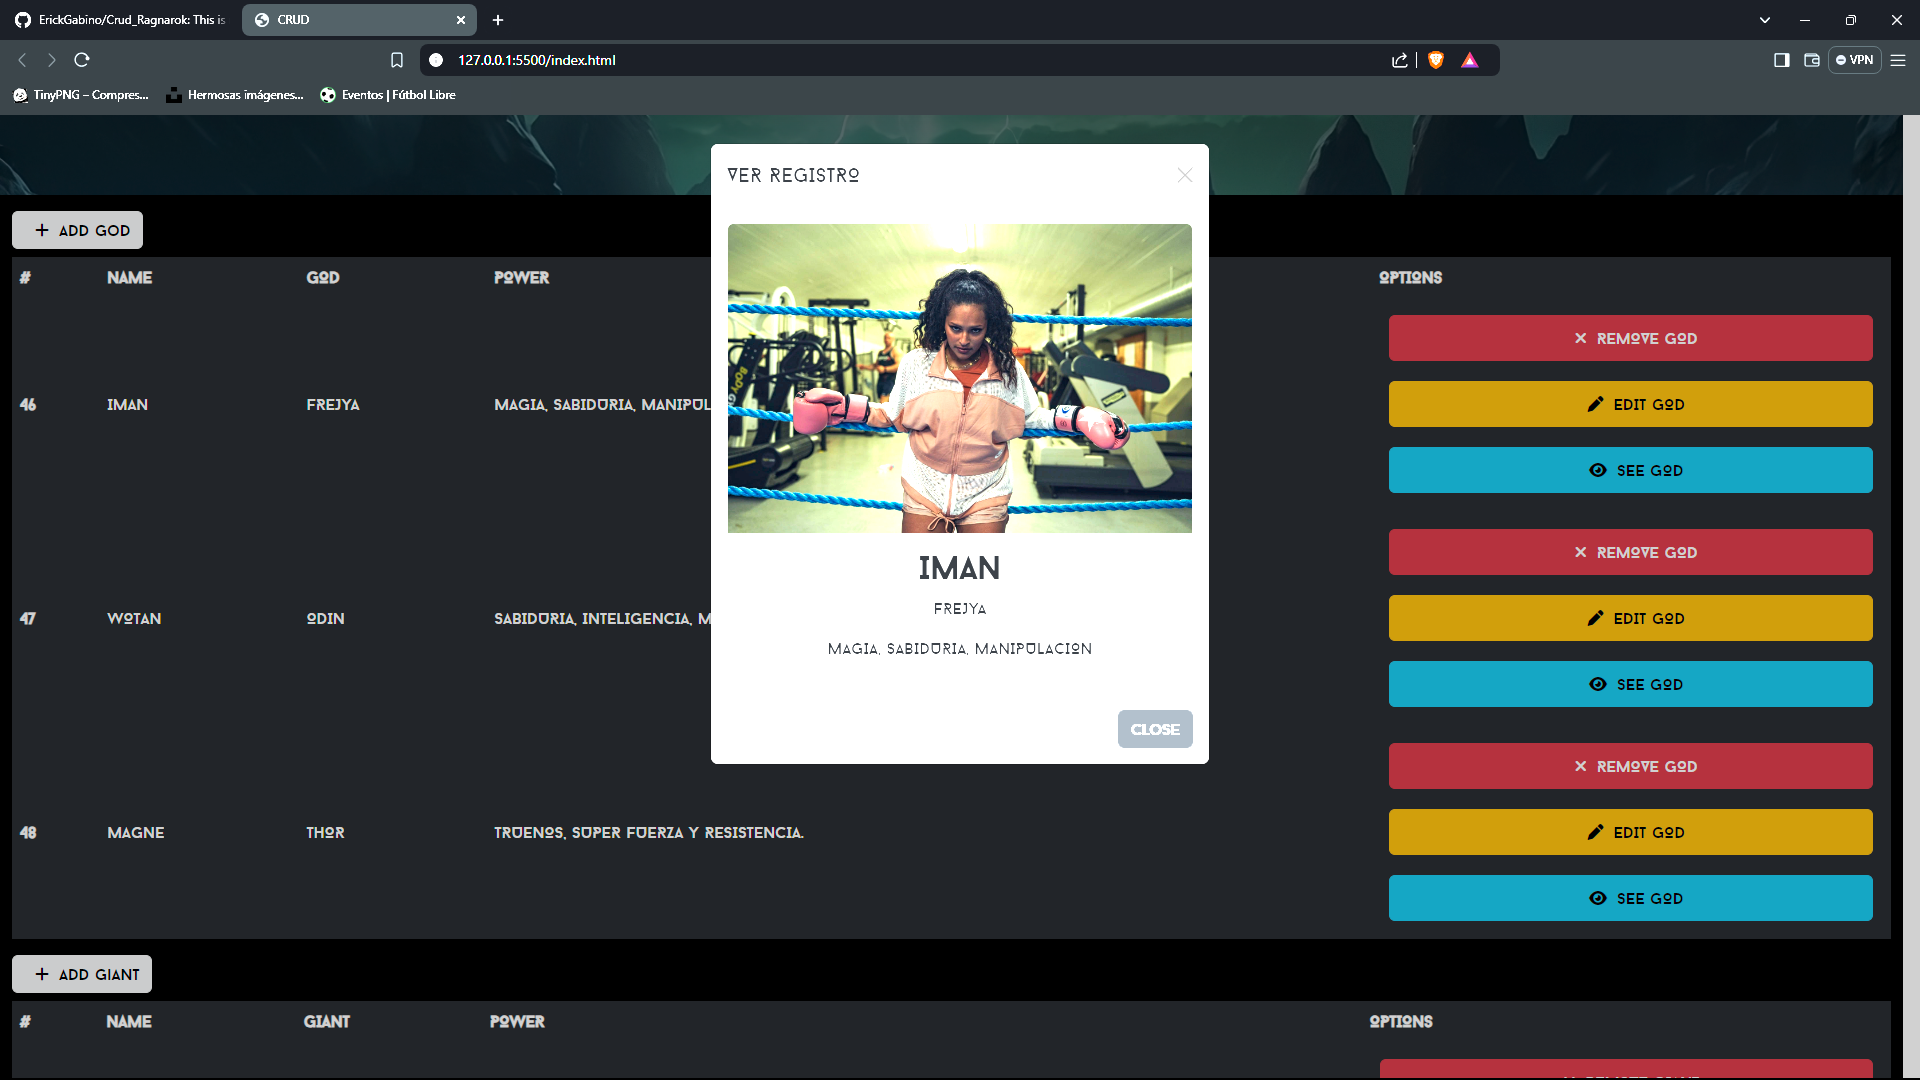 ErickGabino/Crud_Ragnarok: This is
CRUD
127.0.0.1:5500/index.html
VPN
TinyPNG – Compres...
Hermosas imágenes...
Eventos | Fútbol Libre
VER REGISTRO
ADD GOD
# NAME GOD POWER OPTIONS
REMOVE GOD
46 IMAN FREJYA MAGIA, SABIDURIA, MANIPUL
EDIT GOD
SEE GOD
REMOVE GOD
47 WOTAN ODIN SABIDURIA, INTELIGENCIA, M
EDIT GOD
SEE GOD
REMOVE GOD
48 MAGNE THOR TRUENOS, SUPER FUERZA Y RESISTENCIA.
EDIT GOD
SEE GOD
IMAN
FREJYA
MAGIA, SABIDURIA, MANIPULACION
CLOSE
ADD GIANT
# NAME GIANT POWER OPTIONS